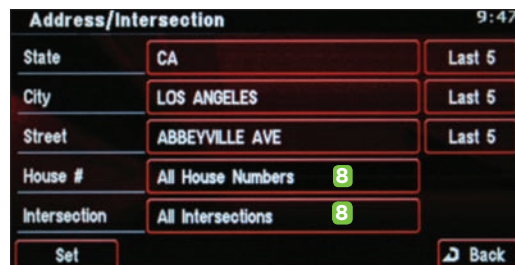 Address/Intersection 9:47
State CA Last 5
City LOS ANGELES Last 5
Street ABBEYVILLE AVE Last 5
House # All House Numbers 8
Intersection All Intersections 8
Set Back